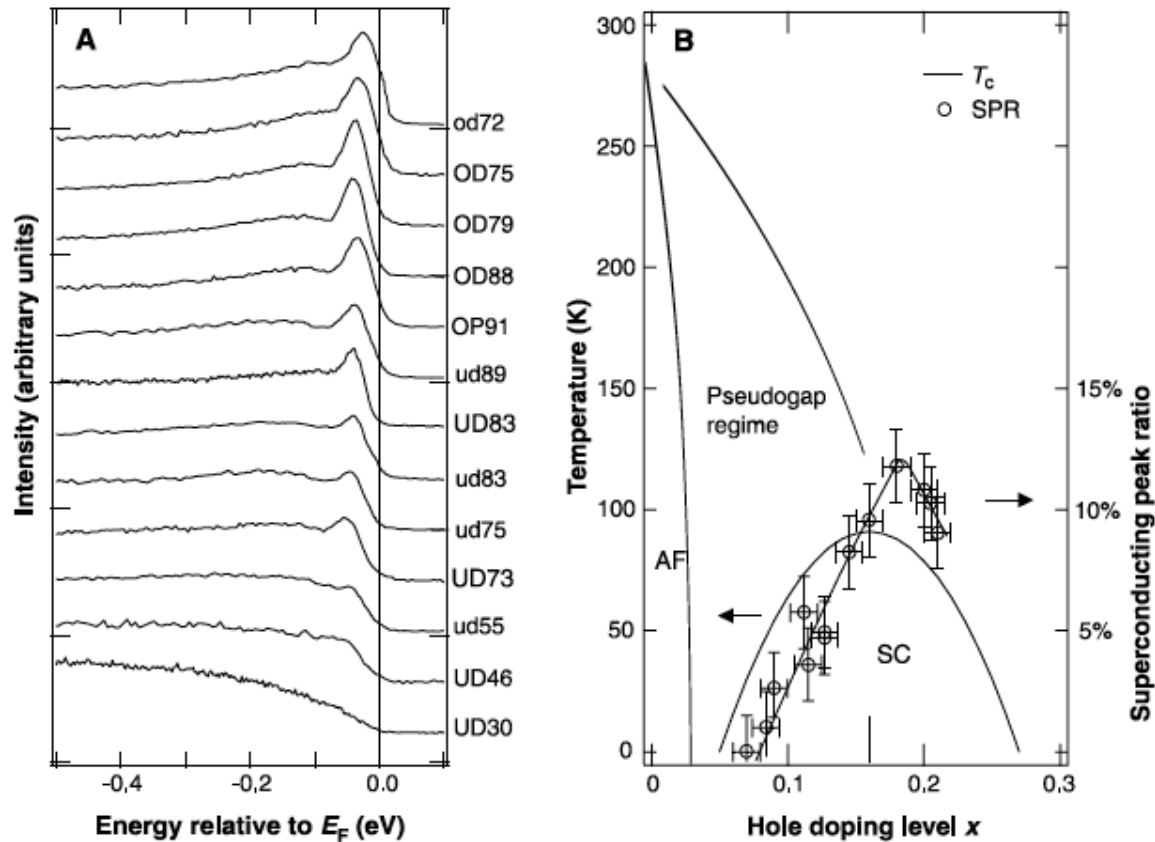 A
Intensity (arbitrary units)
od72
OD75
OD79
OD88
OP91
ud89
UD83
ud83
ud75
UD73
ud55
UD46
UD30
-0,4
-0.2
0.0
Energy relative to EF (eV)
B
Temperature (K)
300
250
200
150
100
50
0
Tc
SPR
Pseudogap
regime
AF
SC
15%
10%
5%
Superconducting peak ratio
0
0.1
0.2
0.3
Hole doping level x